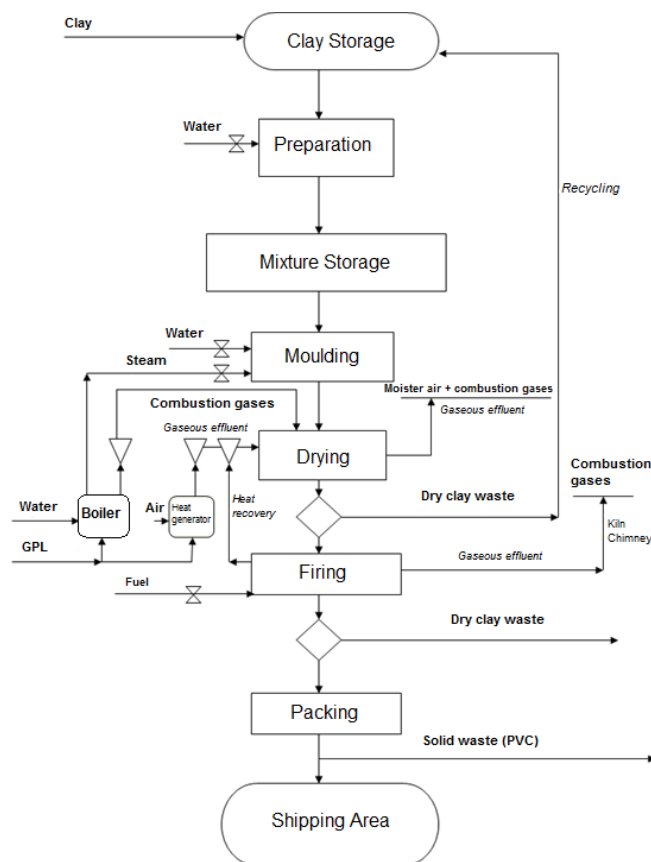 Clay
Clay Storage
Water
Preparation
Recycling
Mixture Storage
Water
Moulding
Steam
Moister air + combustion gases
Combustion gases
Gaseous effluent
Gaseous effluent
Drying
Combustion
gases
Dry clay waste
Water
Boiler
Air
Heat
generator
Heat
recovery
Kiln
Chimney
GPL
Gaseous effluent
Firing
Fuel
Dry clay waste
Packing
Solid waste (PVC)
Shipping Area